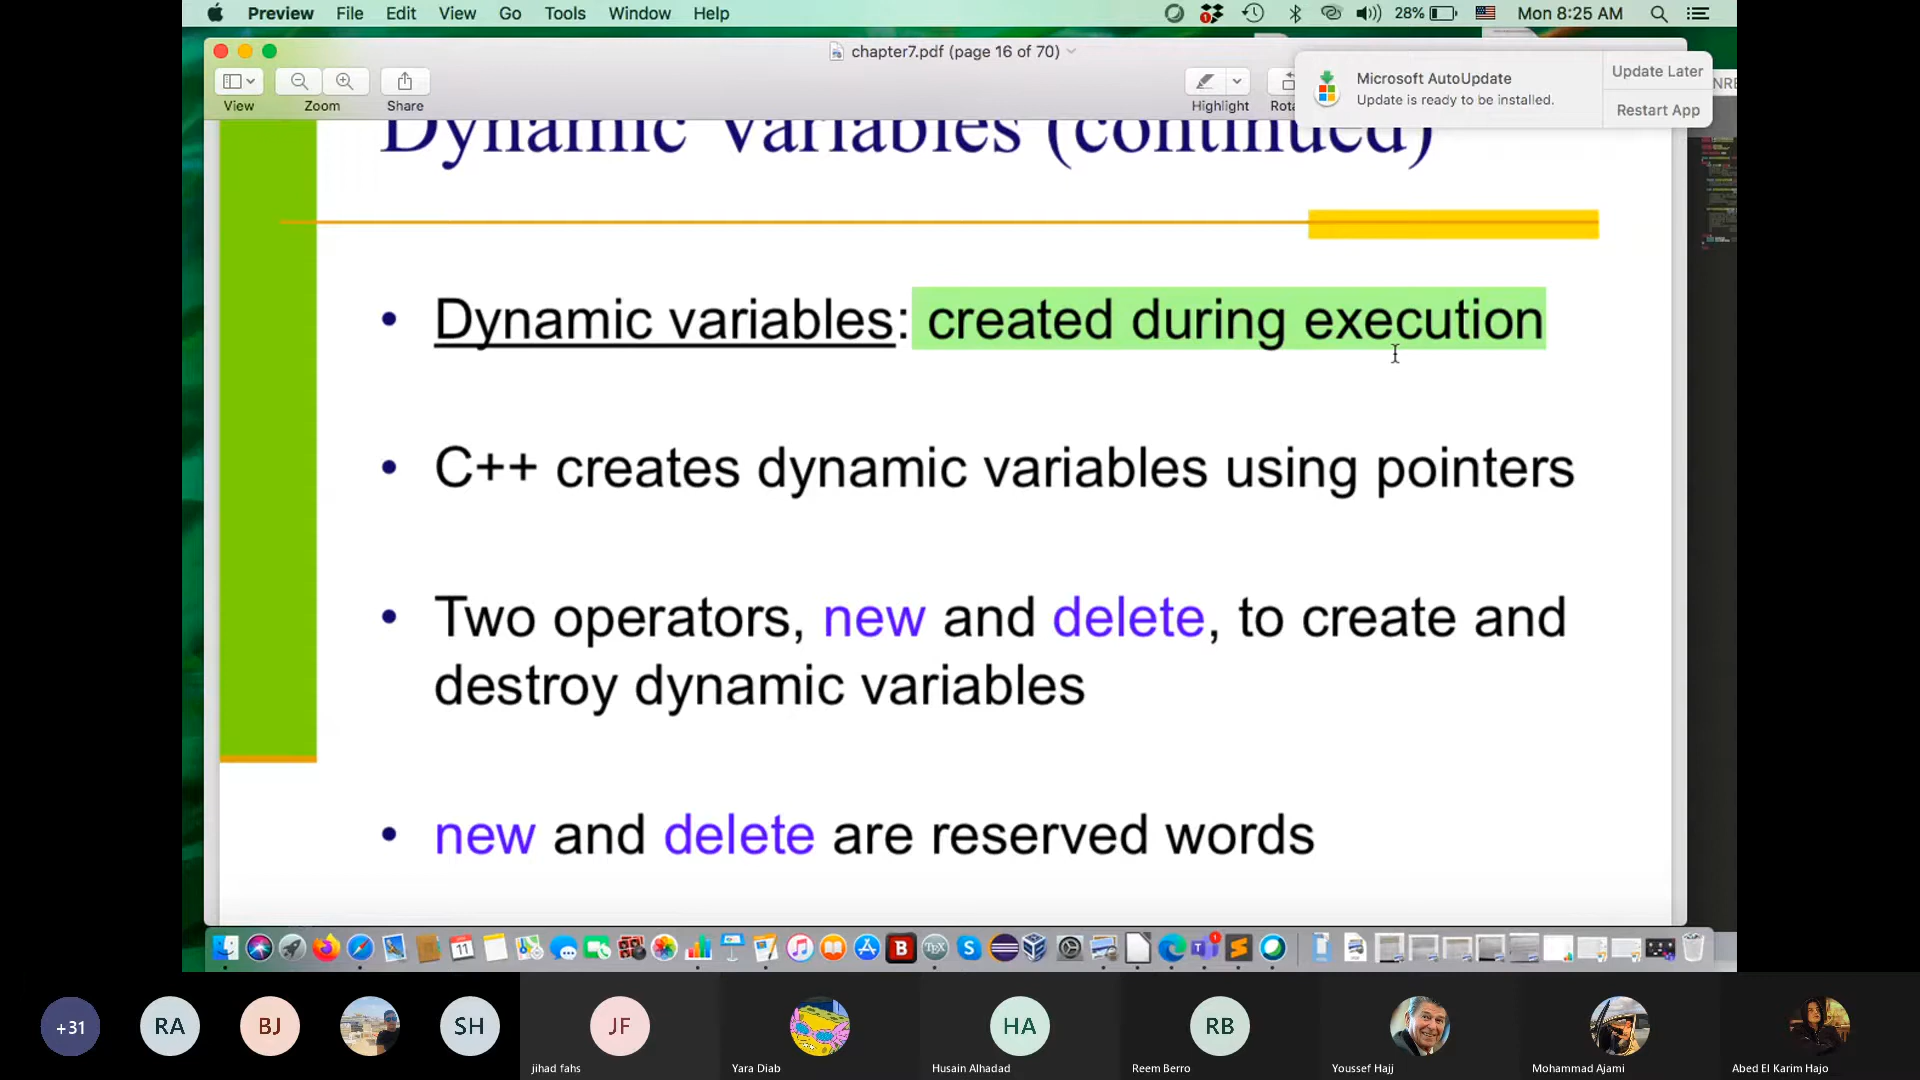 Preview File Edit View Go Tools Window Help
28% Mon 8:25 AM
chapter7.pdf (page 16 of 70)
View Zoom Share Highlight Rota
Microsoft AutoUpdate
Update is ready to be installed.
Update Later
Restart App
NRE
Dynamic Variables (continued)
• Dynamic variables: created during execution
• C++ creates dynamic variables using pointers
• Two operators, new and delete, to create and
destroy dynamic variables
• new and delete are reserved words
+31 RA BJ SH JF HA RB
jihad fahs Yara Diab Husain Alhadad Reem Berro Youssef Hajj Mohammad Ajami Abed El Karim Hajo